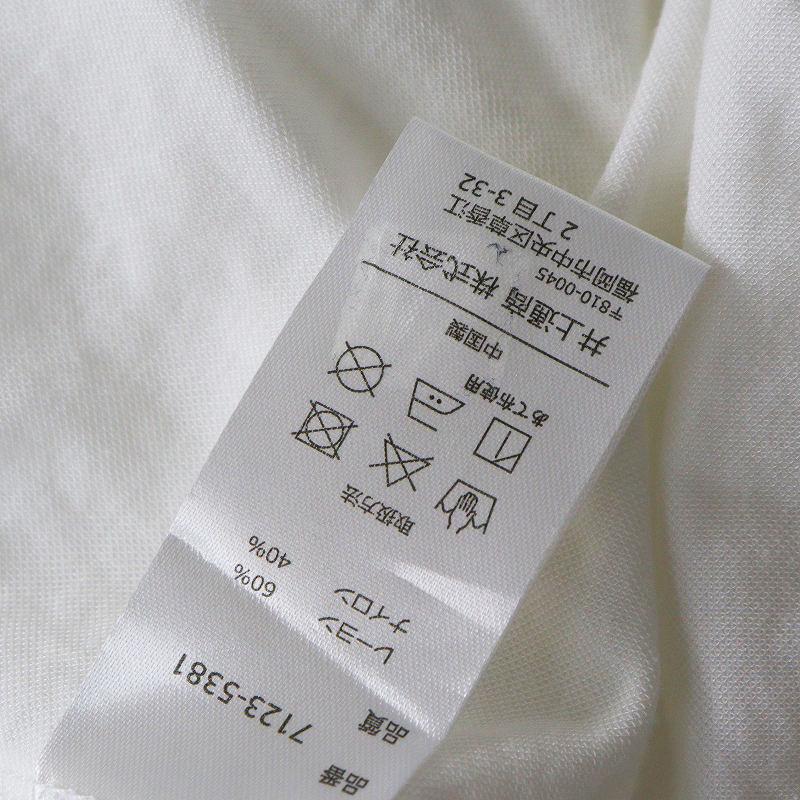 品番 7123-5381
品質
レーヨン 60%
ナイロン 40%
取扱方法
あて布使用
中国製
井上通商 株式会社
〒810-0045
福岡市中央区草香江
2丁目3-32